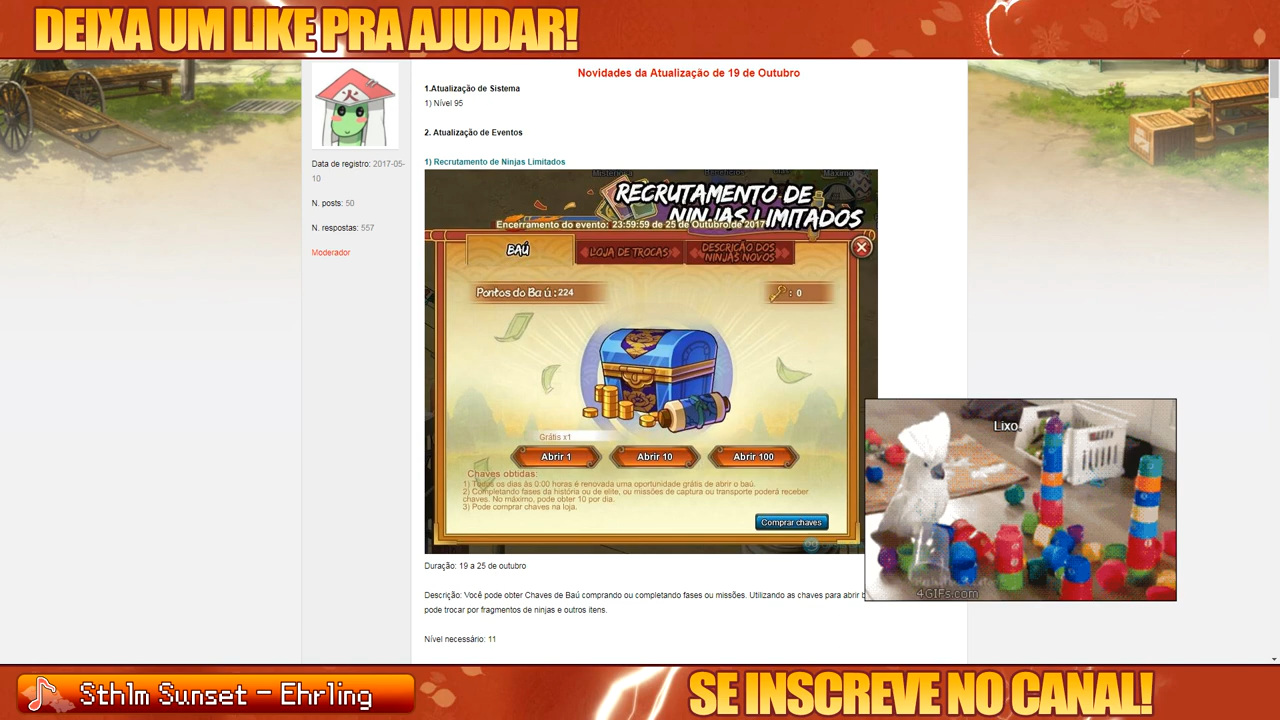 DEIXA UM LIKE PRA AJUDAR!
Novidades da Atualização de 19 de Outubro
1.Atualização de Sistema
1) Nível 95
2. Atualização de Eventos
1) Recrutamento de Ninjas Limitados
火
Data de registro: 2017-05-
10
N. posts: 50
N. respostas: 557
Moderador
Máximo
RECRUTAMENTO DE
NINJAS LIMITADOS
Encerramento do evento: 23:59:59 de 25 de Outubro,de 2017
BAÚ
LOJA DE TROCAS
DESCRIÇÃO DOS
NINJAS NOVOS
Pontos do Baú: 224
: 0
Grátis x1
Abrir 1
Abrir 10
Abrir 100
Chaves obtidas:
1) Todos os dias às 0:00 horas é renovada uma oportunidade grátis de abrir o baú.
2) Completando fases da história ou de elite, ou missões de captura ou transporte poderá receber
chaves. No máximo, pode obter 10 por dia.
3) Pode comprar chaves na loja.
Comprar chaves
Lixo
4GIFs.com
Duração: 19 a 25 de outubro
Descrição: Você pode obter Chaves de Baú comprando ou completando fases ou missões. Utilizando as chaves para abrir
pode trocar por fragmentos de ninjas e outros itens.
Nível necessário: 11
Sthlm Sunset - Ehrling
SE INSCREVE NO CANAL!